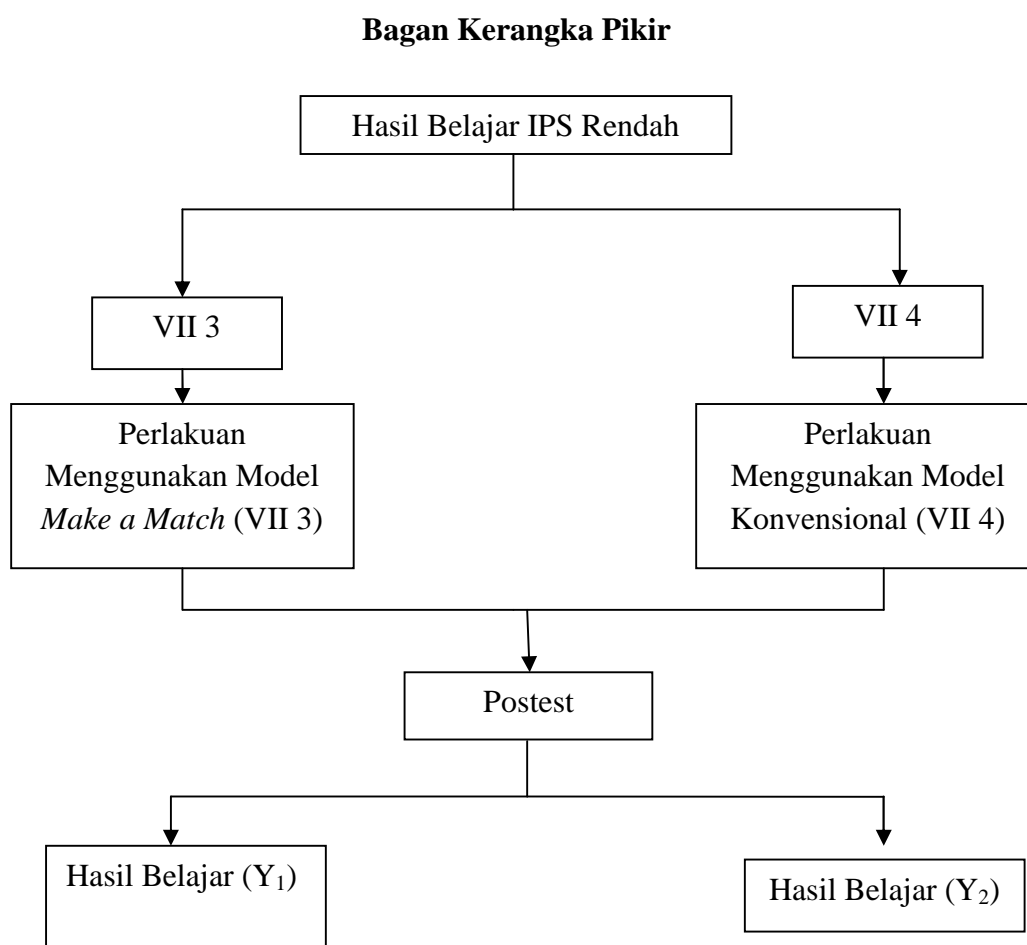 Bagan Kerangka Pikir
Hasil Belajar IPS Rendah
VII 3
VII 4
Perlakuan
Menggunakan Model
Make a Match (VII 3)
Perlakuan
Menggunakan Model
Konvensional (VII 4)
Postest
Hasil Belajar (Y₁)
Hasil Belajar (Y₂)